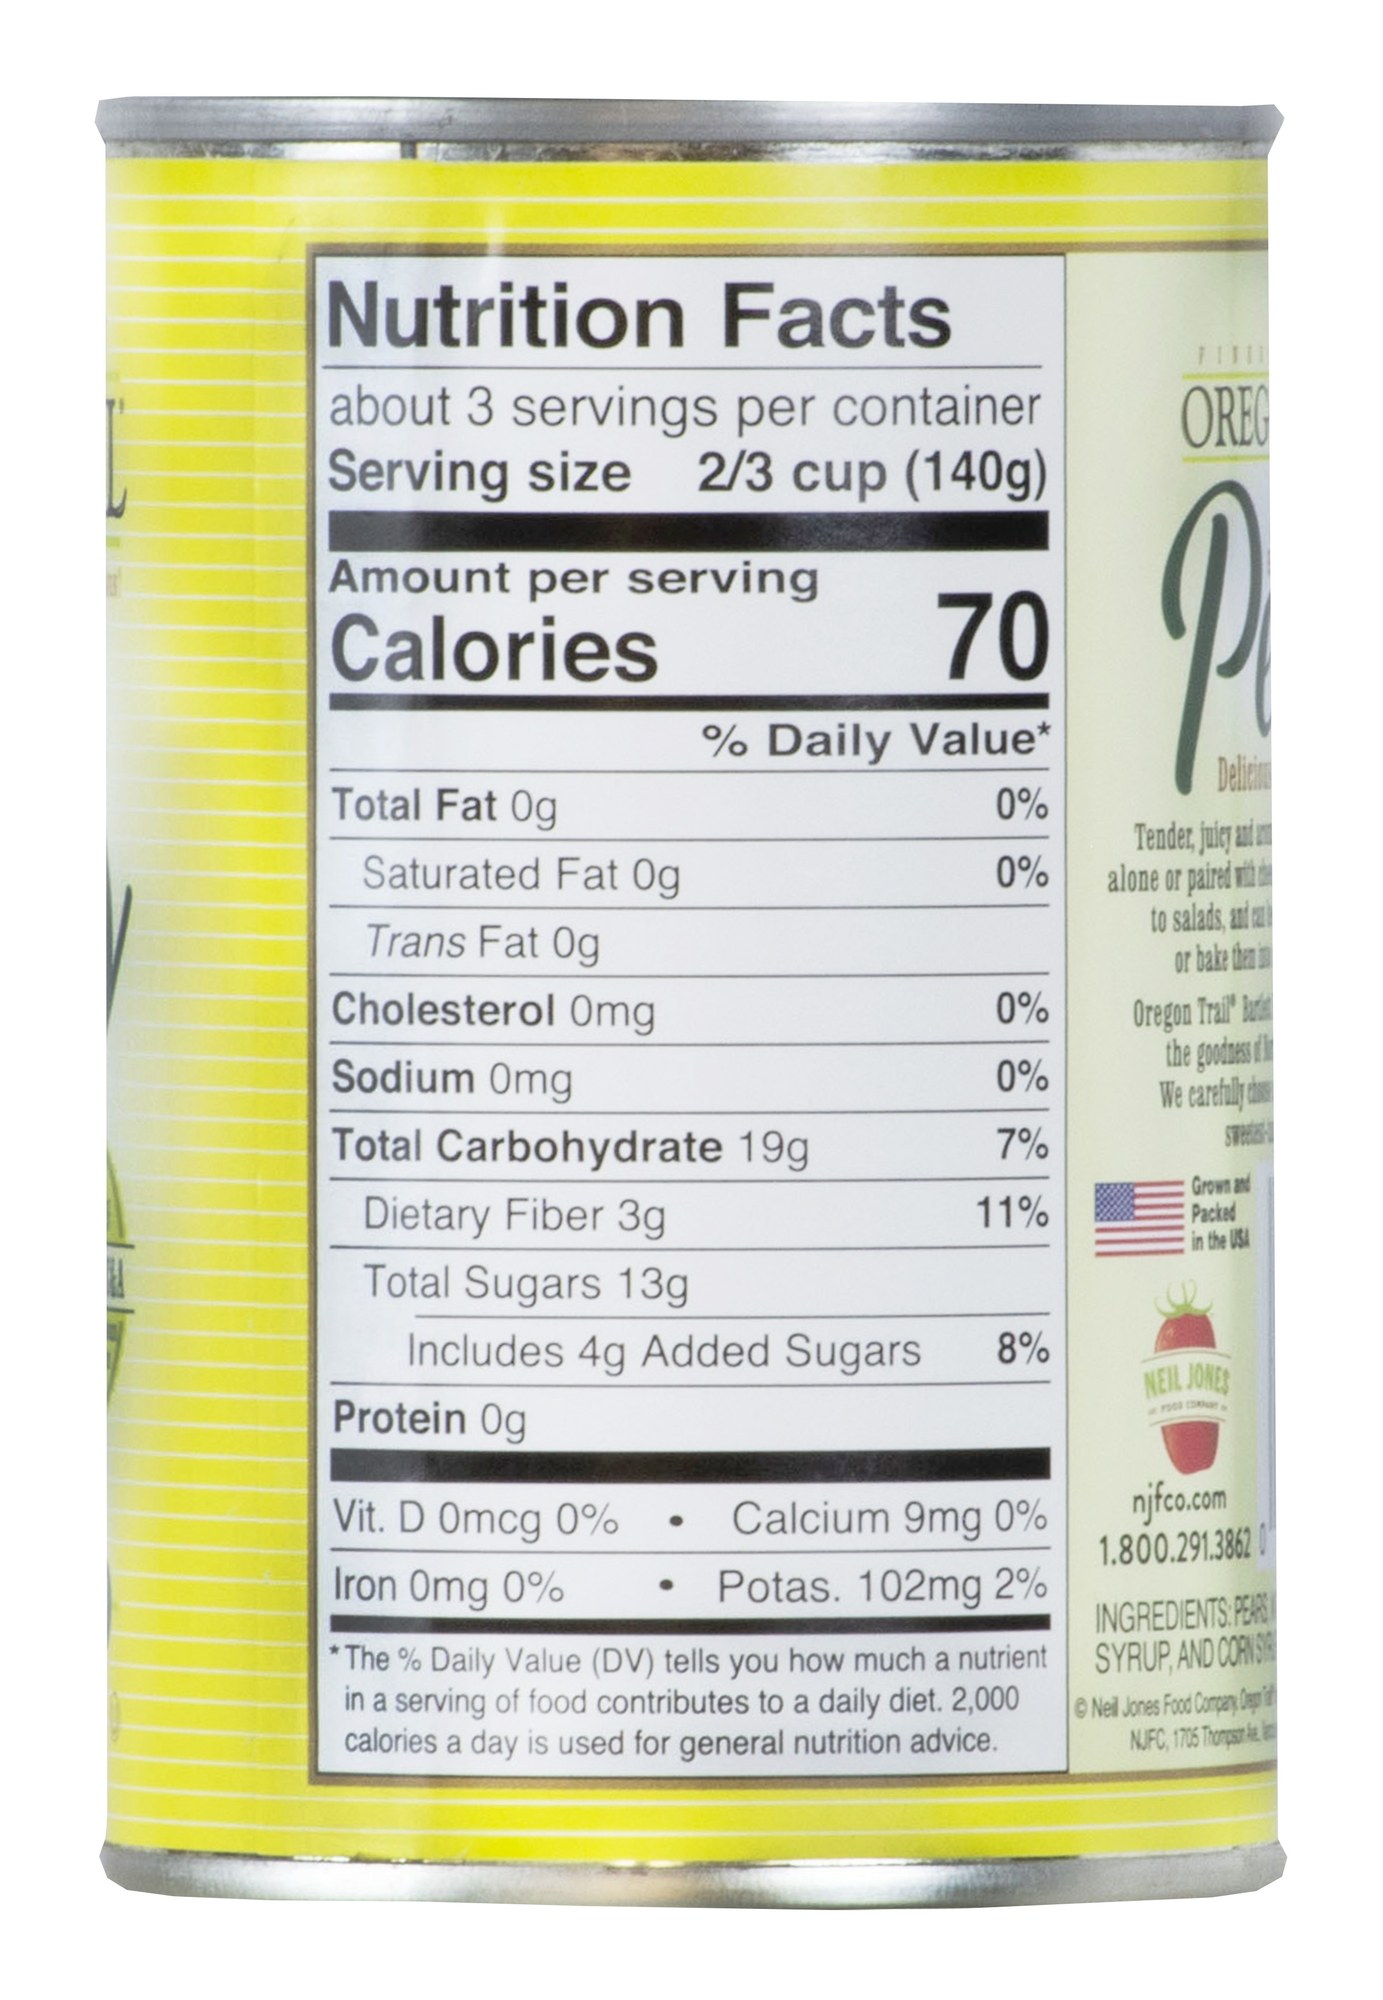 Nutrition Facts
about 3 servings per container
Serving size 2/3 cup (140g)
Amount per serving
Calories 70
% Daily Value*
Total Fat 0g 0%
Saturated Fat 0g 0%
Trans Fat 0g
Cholesterol 0mg 0%
Sodium 0mg 0%
Total Carbohydrate 19g 7%
Dietary Fiber 3g 11%
Total Sugars 13g
Includes 4g Added Sugars 8%
Protein 0g
Vit. D 0mcg 0% • Calcium 9mg 0%
Iron 0mg 0% • Potas. 102mg 2%
*The % Daily Value (DV) tells you how much a nutrient
in a serving of food contributes to a daily diet. 2,000
calories a day is used for general nutrition advice.
OREG
Tender, juicy and
alone or paired with
to salads, and can
or bake them
Oregon Trail®
the goodness of
We carefully
Grown and
Packed
in the USA
NEIL JONES
FOOD COMPANY
njfco.com
1.800.291.3862
INGREDIENTS: PEARS,
SYRUP, AND CORN
© Neil Jones Food Company,
NJFC, 1705 Thompson Ave.,